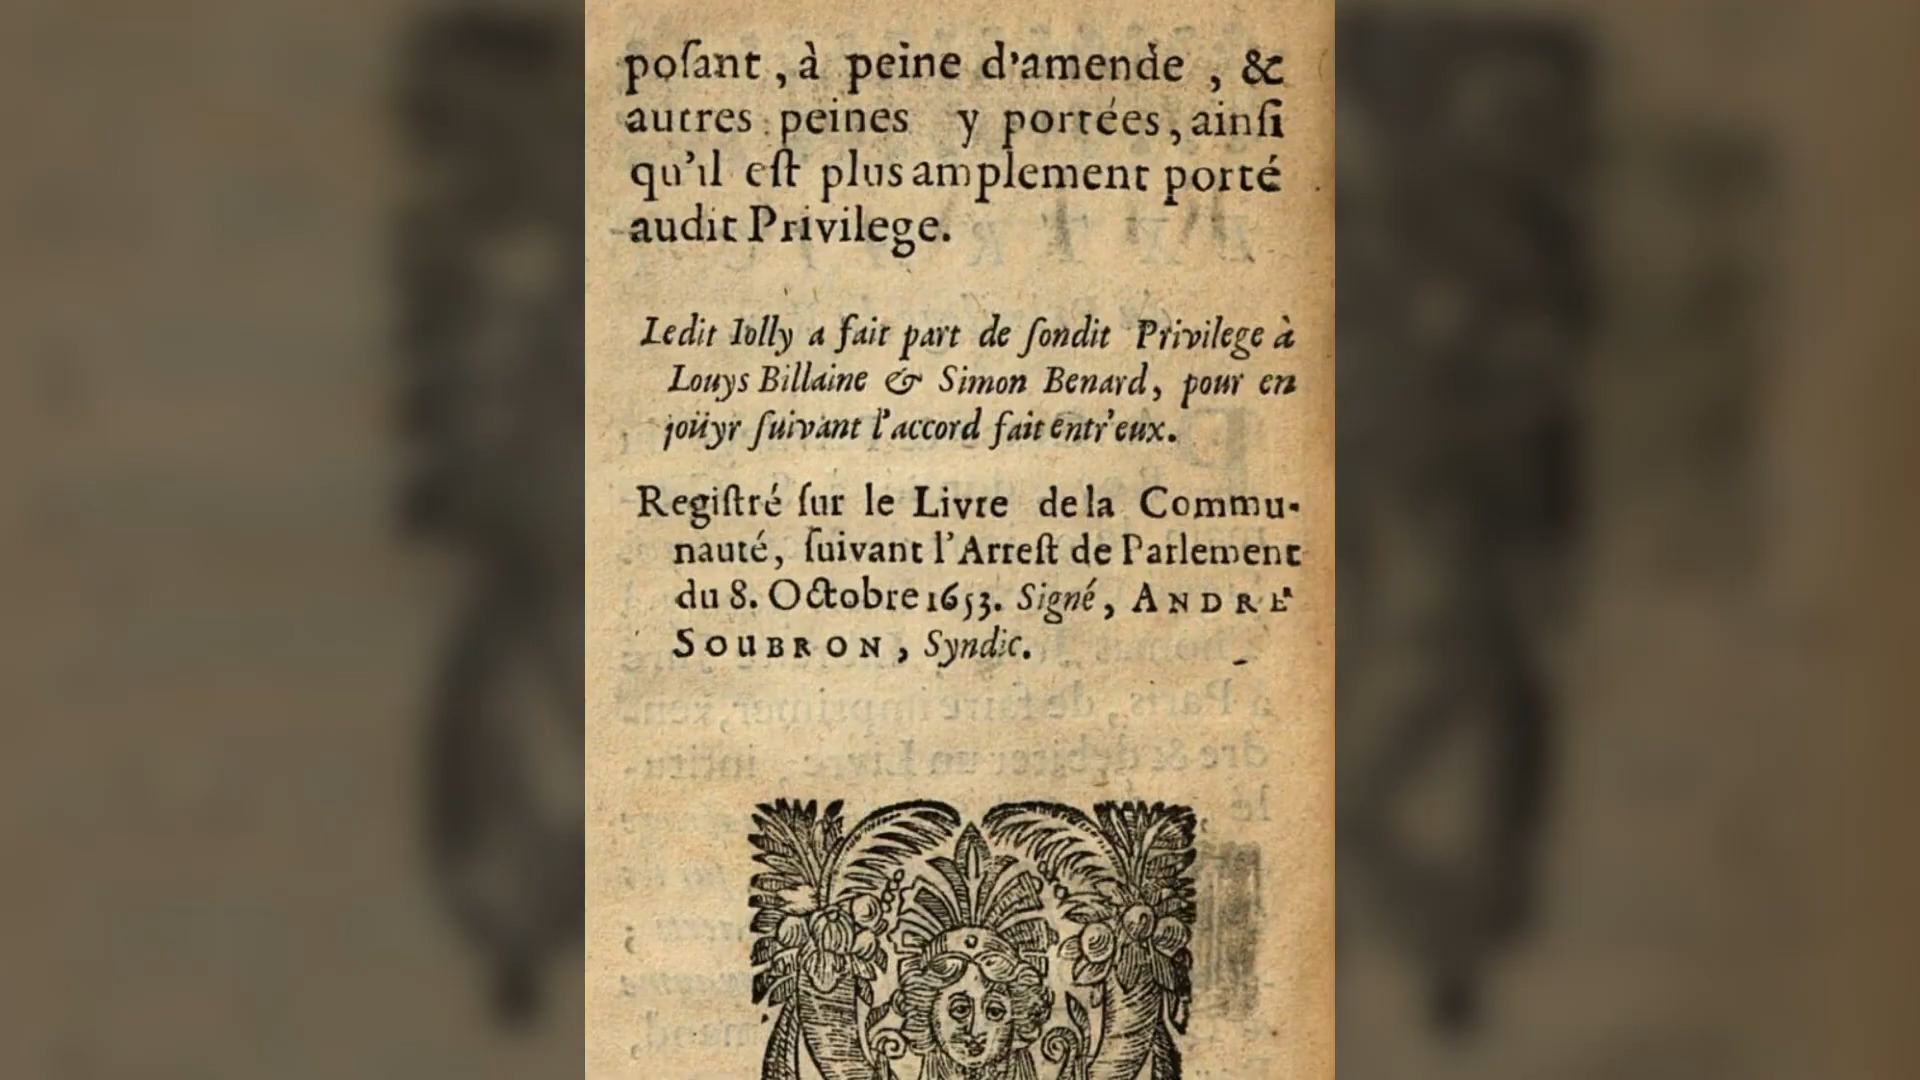 poſant, à peine d'amende, &
autres peines y portées, ainſi
qu'il eſt plus amplement porté
audit Privilege.
Ledit Iolly a fait part de ſondit Privilege à
Louys Billaine & Simon Benard, pour en
joüyr ſuivant l'accord fait entr'eux.
Regiſtré ſur le Livre de la Commu-
nauté, ſuivant l'Arreſt de Parlement
du 8. Octobre 1653. Signé, ANDRE'
SOUBRON, Syndic.